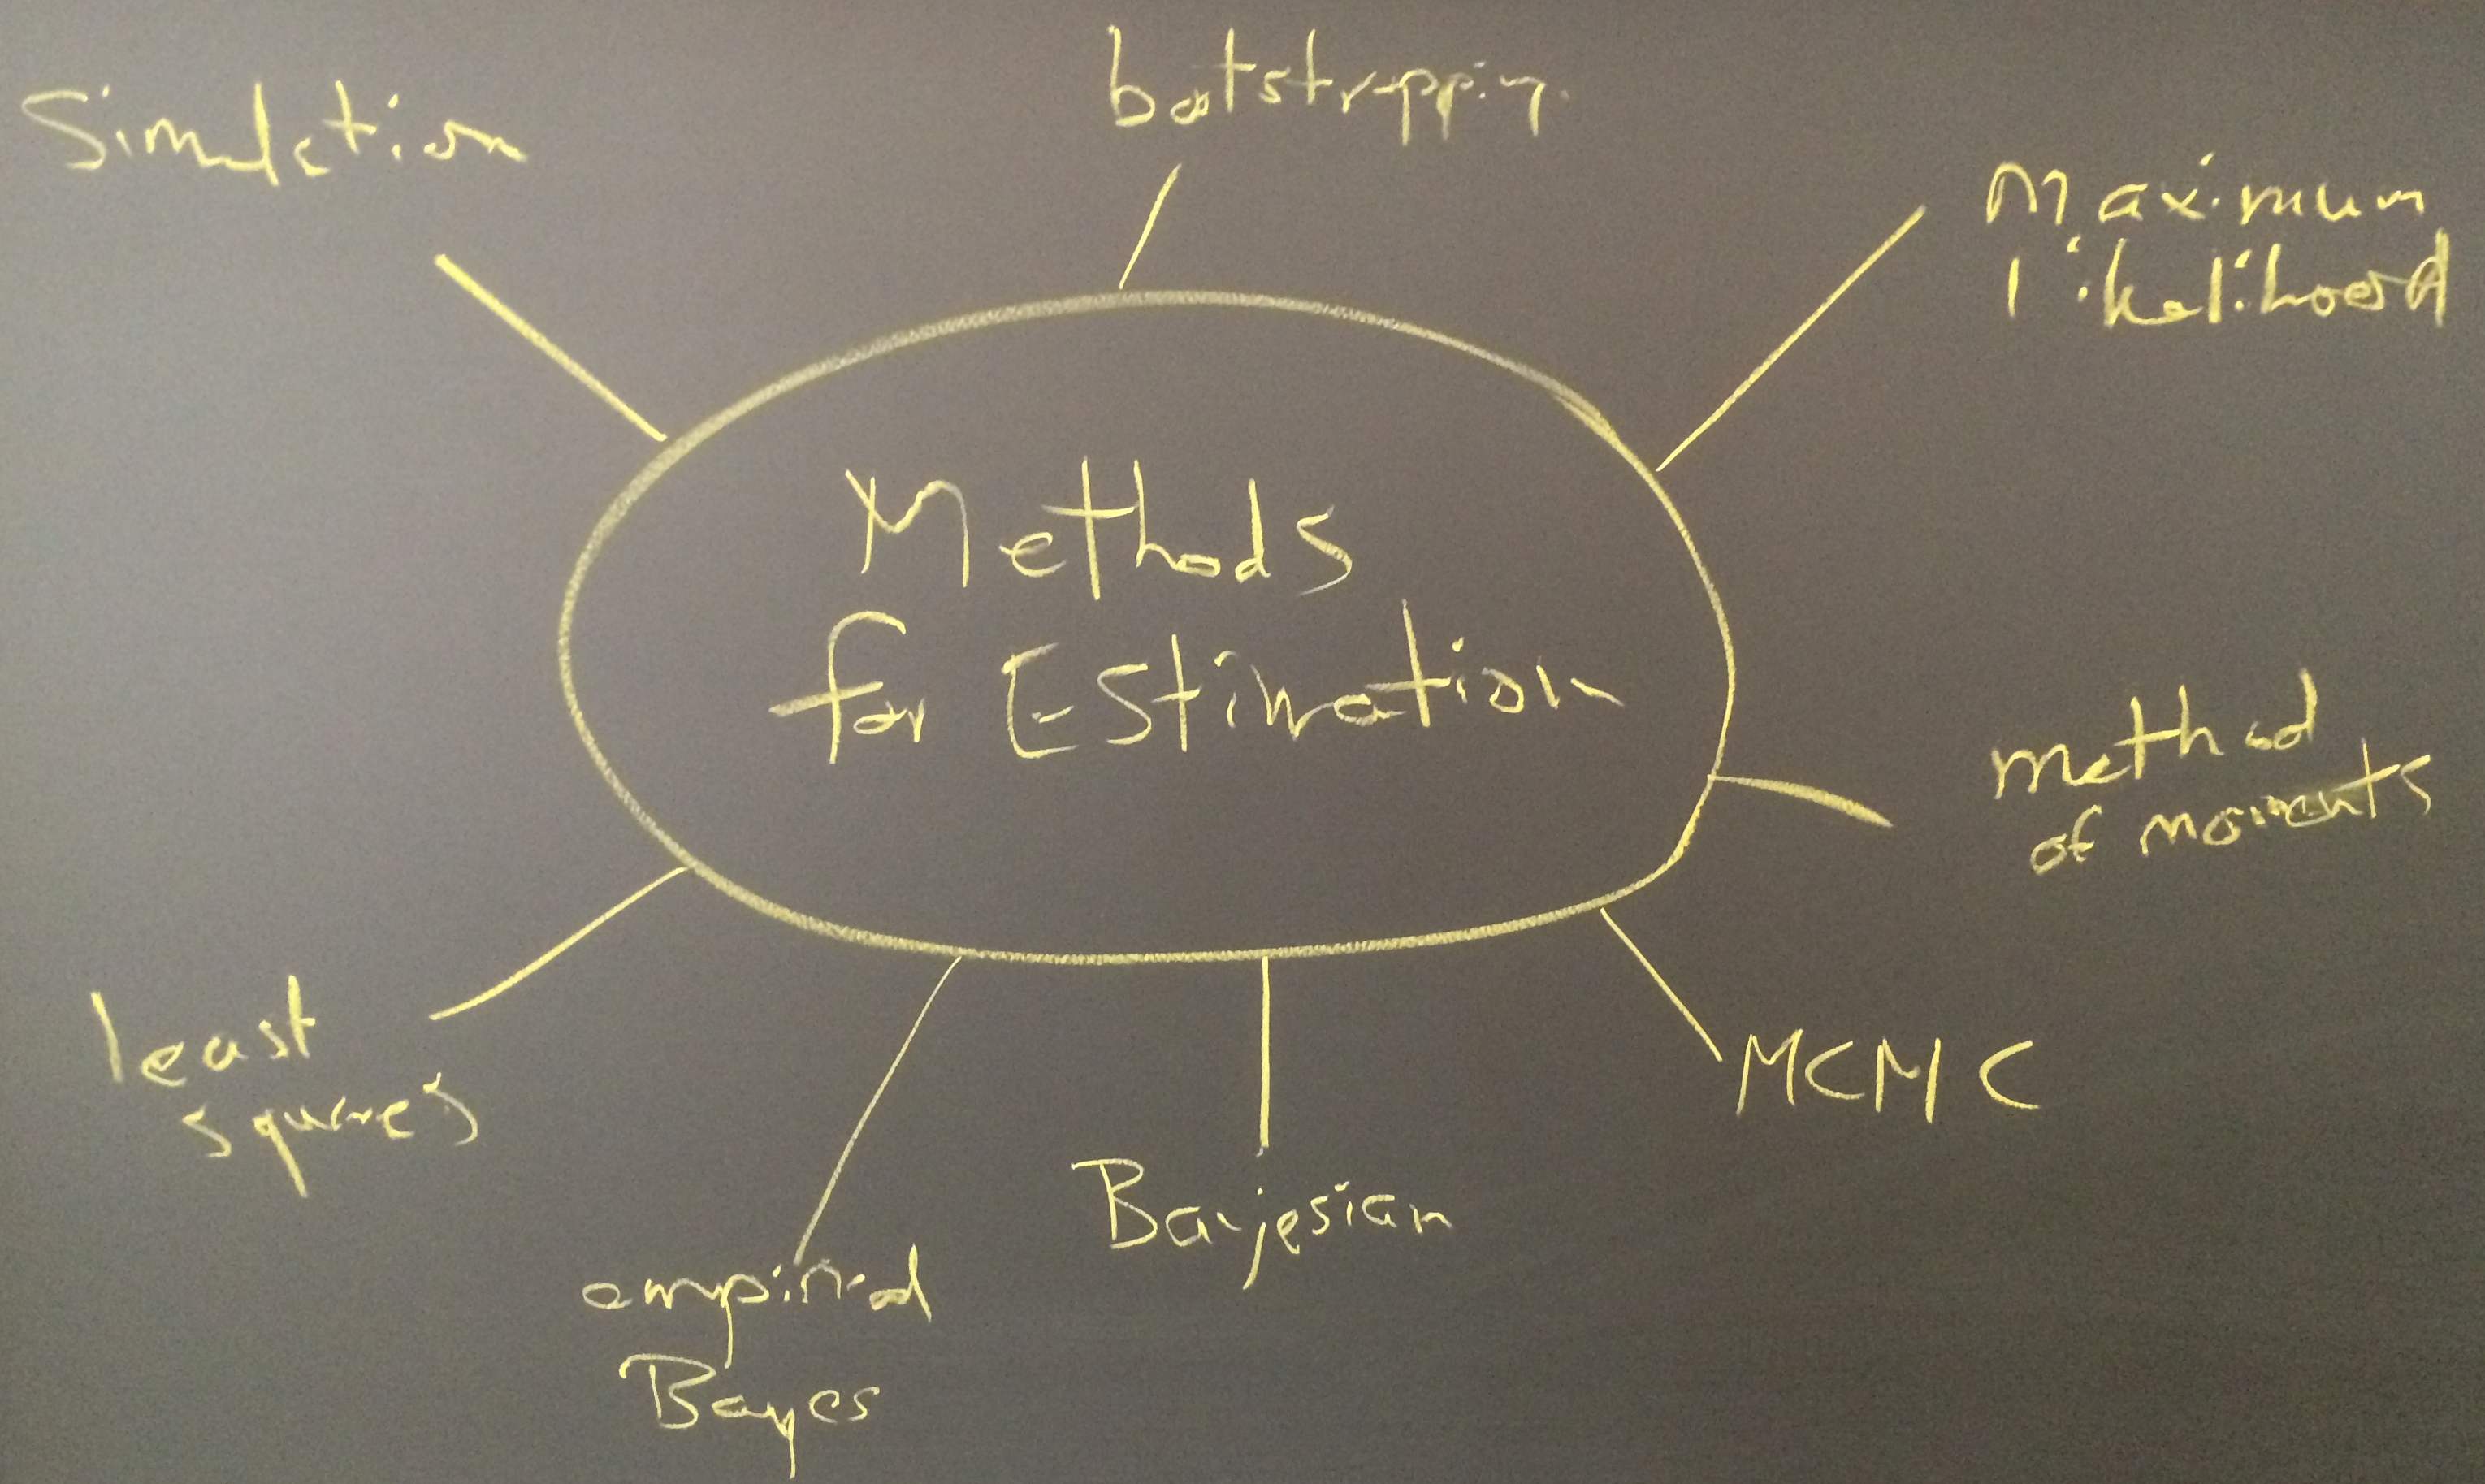 bootstrapping
Simulation
Maximum
likelihood
Methods
for Estimation
method
of moments
MCMC
least
squares
Bayesian
empirical
Bayes